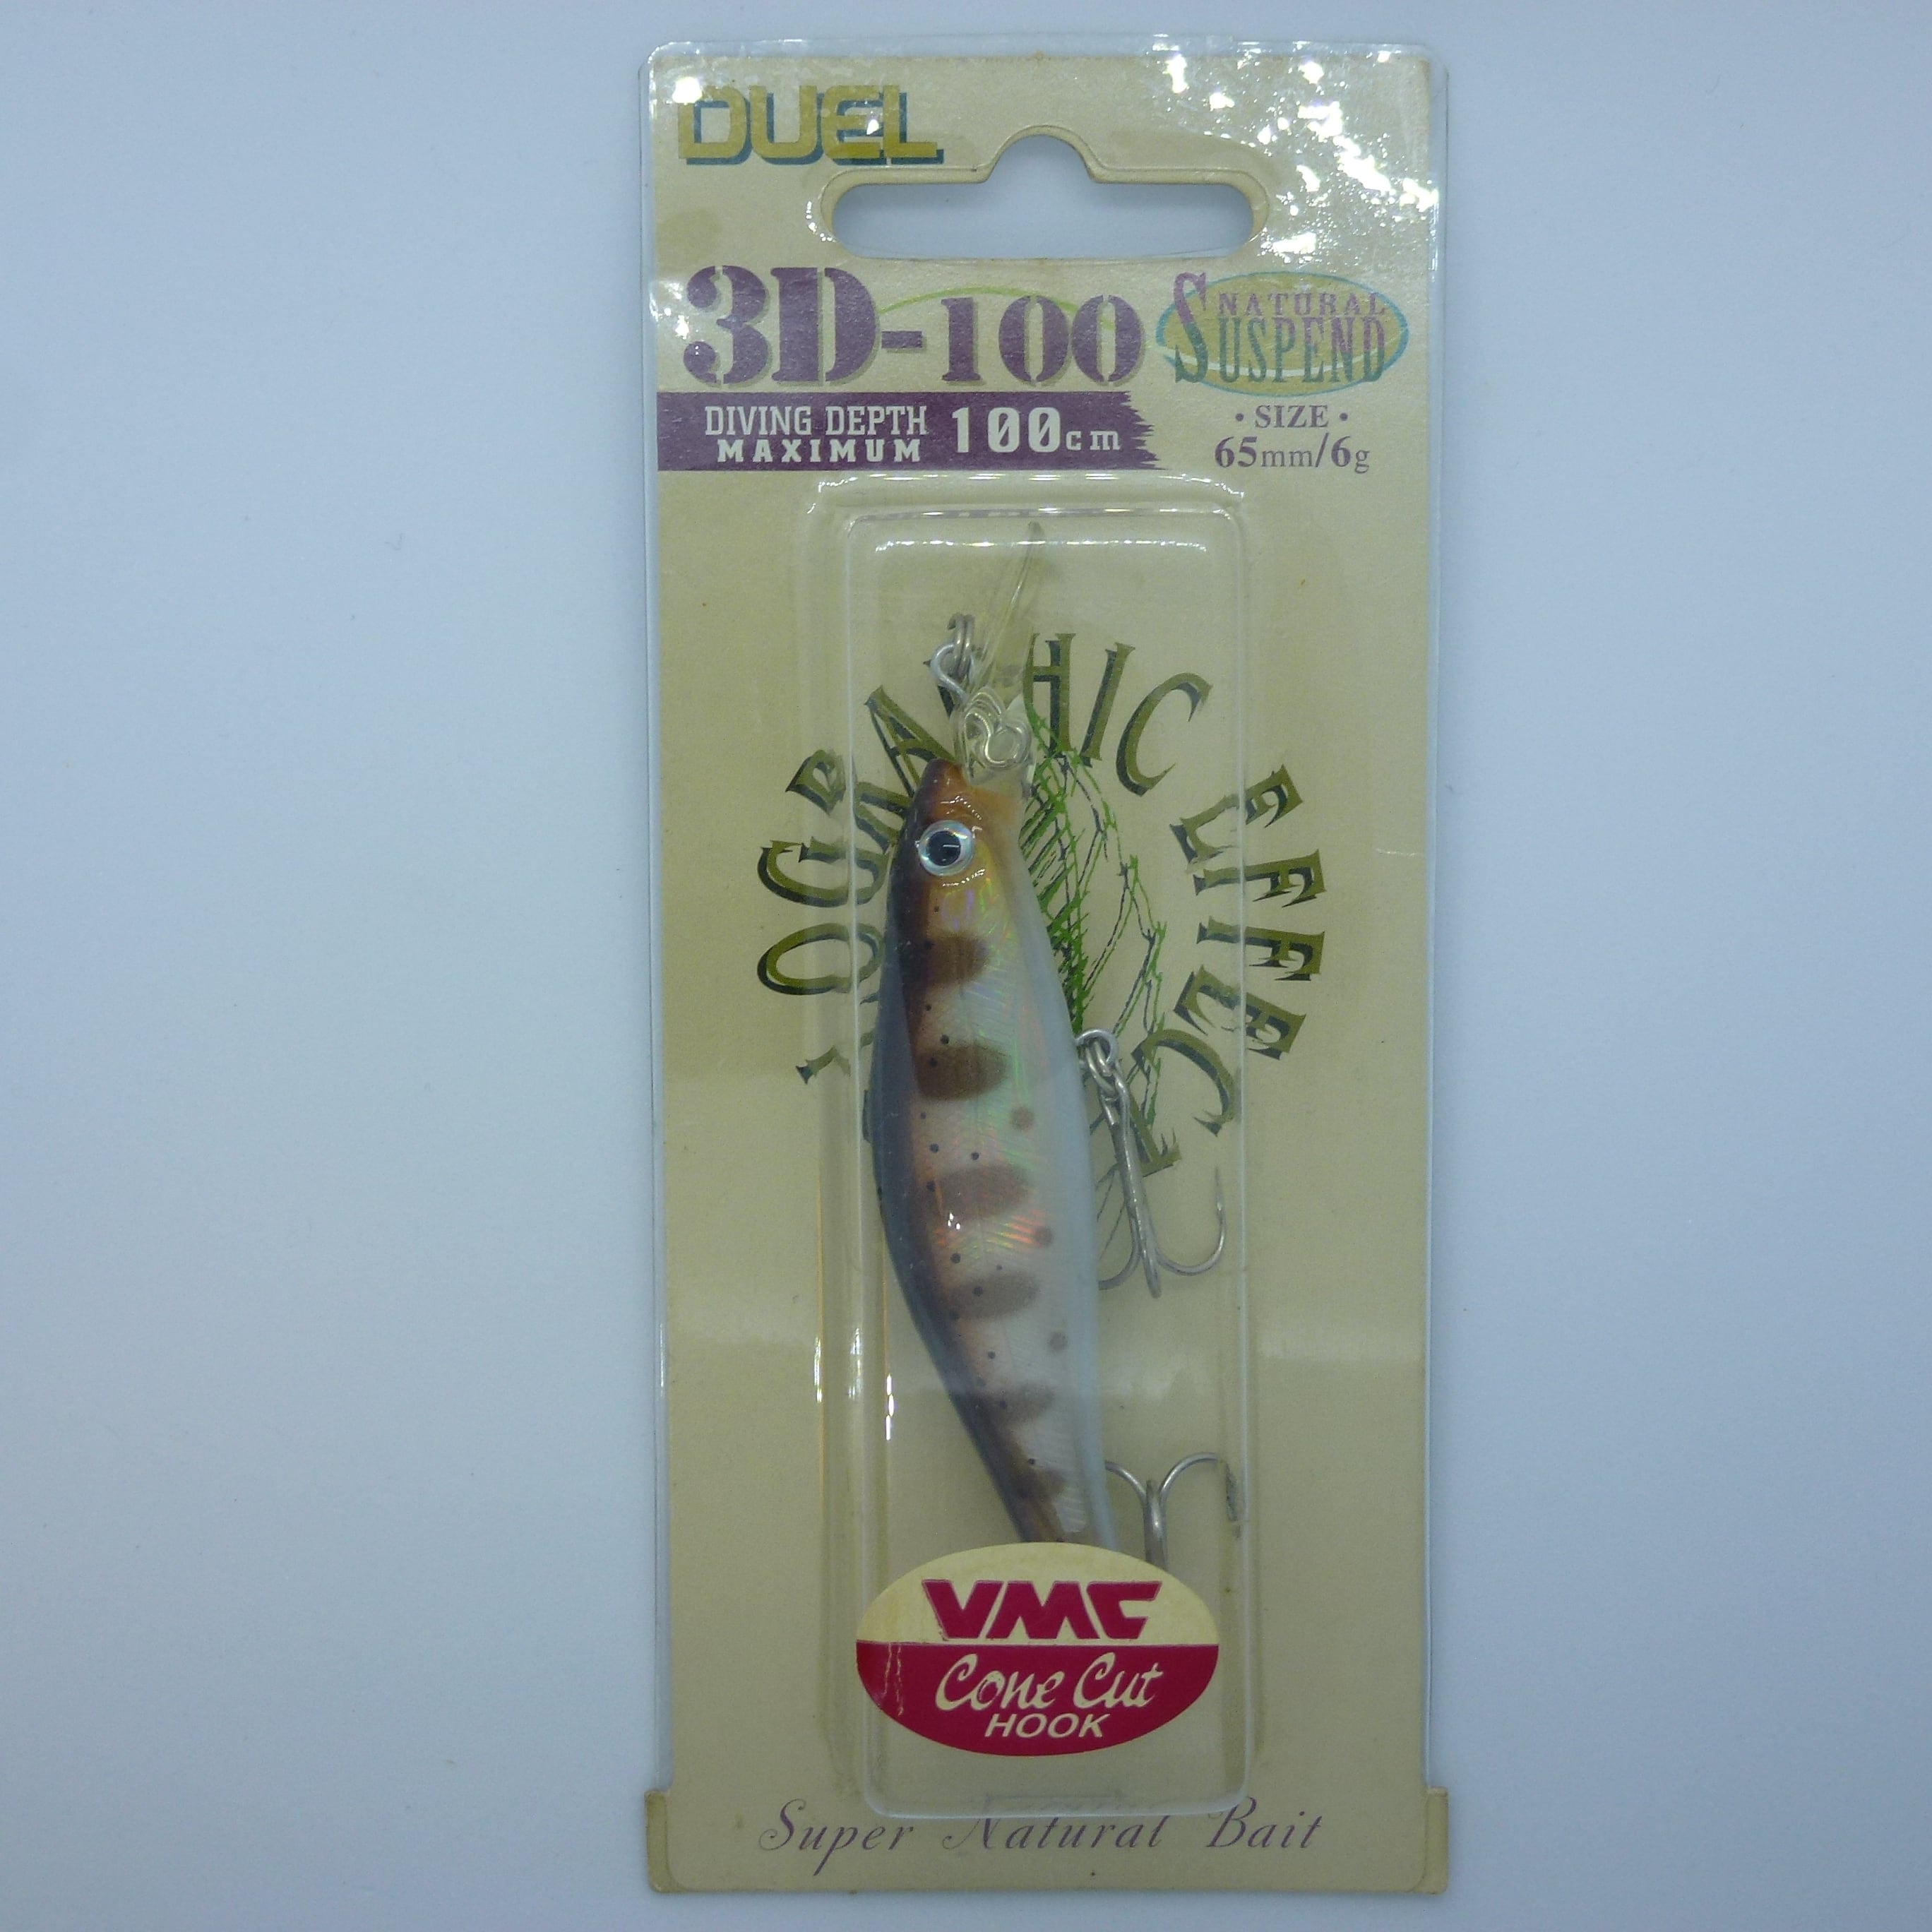 DUEL
3D-100
NATURAL
SUSPEND
DIVING DEPTH
MAXIMUM 100cm
• SIZE •
65mm/6g
EFFECT
VMC
Cone Cut
HOOK
Super Natural Bait